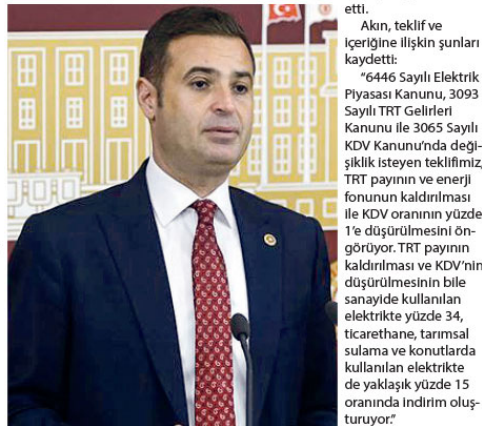 etti.
Akın, teklif ve
içeriğine ilişkin şunları
kaydetti:
“6446 Sayılı Elektrik
Piyasası Kanunu, 3093
Sayılı TRT Gelirleri
Kanunu ile 3065 Sayılı
KDV Kanunu’nda deği-
şiklik isteyen teklifimiz,
TRT payının ve enerji
fonunun kaldırılması
ile KDV oranının yüzde
1’e düşürülmesini ön-
görüyor. TRT payının
kaldırılması ve KDV’nin
düşürülmesinin bile
sanayide kullanılan
elektrikte yüzde 34,
ticarethane, tarımsal
sulama ve konutlarda
kullanılan elektrikte
de yaklaşık yüzde 15
oranında indirim oluş-
turuyor.”